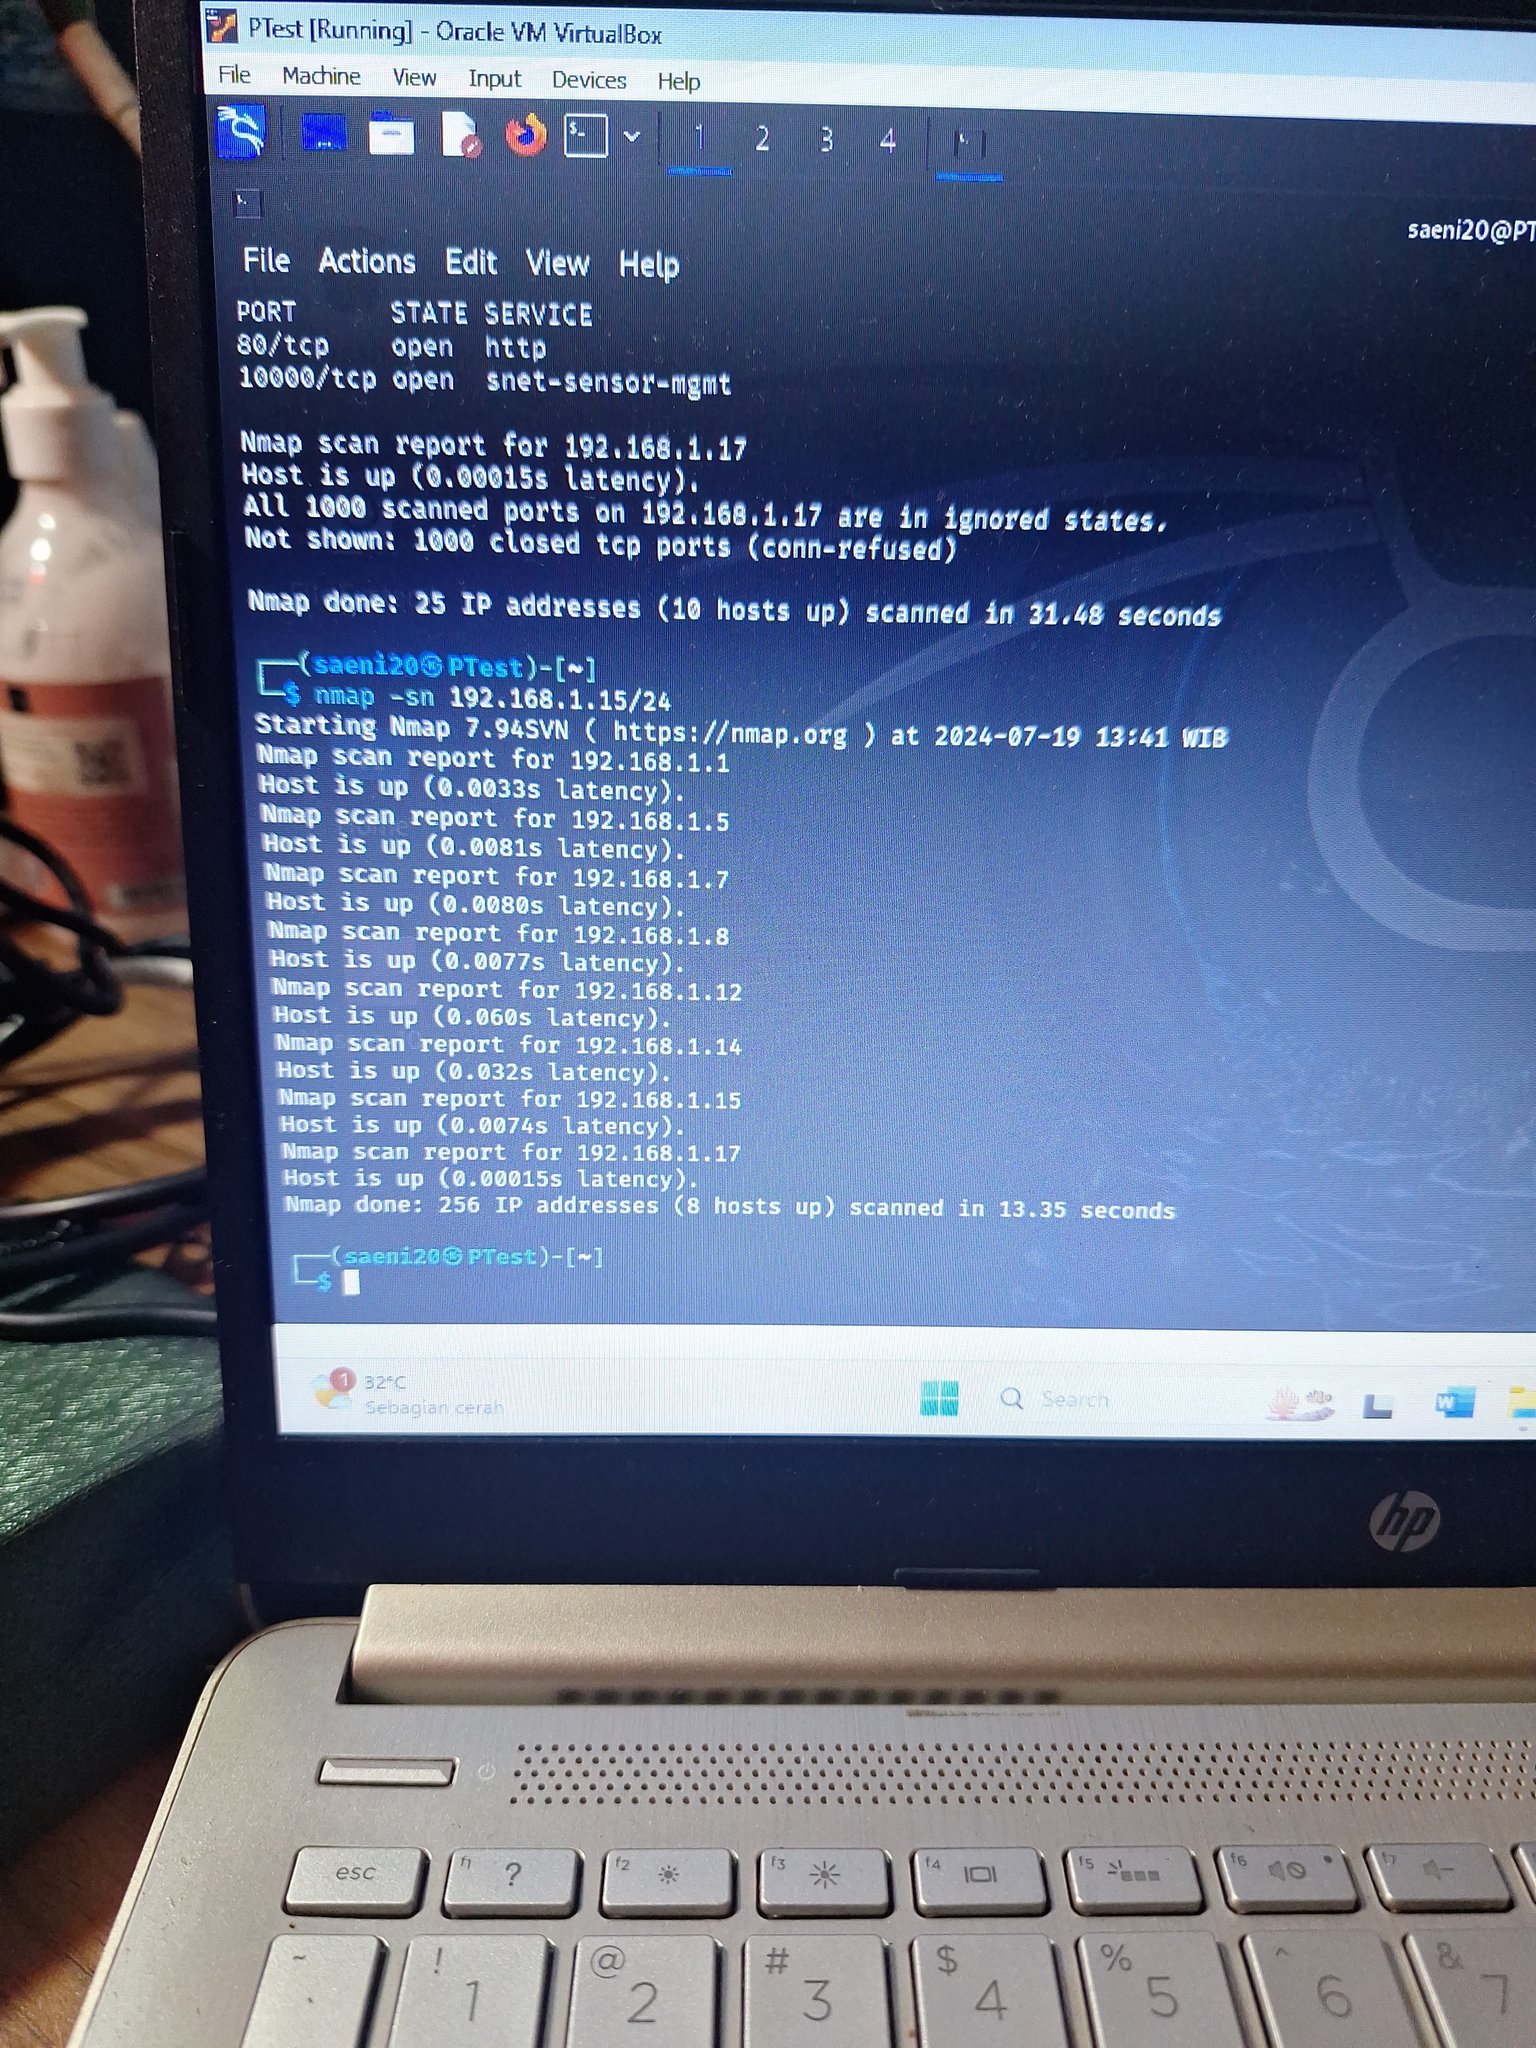 PTest [Running] - Oracle VM VirtualBox
File Machine View Input Devices Help
1 2 3 4
saeni20@PT
File Actions Edit View Help
PORT STATE SERVICE
80/tcp open http
10000/tcp open snet-sensor-mgmt
Nmap scan report for 192.168.1.17
Host is up (0.00015s latency).
All 1000 scanned ports on 192.168.1.17 are in ignored states.
Not shown: 1000 closed tcp ports (conn-refused)
Nmap done: 25 IP addresses (10 hosts up) scanned in 31.48 seconds
(saeni20㉿PTest)-[~]
$ nmap -sn 192.168.1.15/24
Starting Nmap 7.94SVN ( https://nmap.org ) at 2024-07-19 13:41 WIB
Nmap scan report for 192.168.1.1
Host is up (0.0033s latency).
Nmap scan report for 192.168.1.5
Host is up (0.0081s latency).
Nmap scan report for 192.168.1.7
Host is up (0.0080s latency).
Nmap scan report for 192.168.1.8
Host is up (0.0077s latency).
Nmap scan report for 192.168.1.12
Host is up (0.060s latency).
Nmap scan report for 192.168.1.14
Host is up (0.032s latency).
Nmap scan report for 192.168.1.15
Host is up (0.0074s latency).
Nmap scan report for 192.168.1.17
Host is up (0.00015s latency).
Nmap done: 256 IP addresses (8 hosts up) scanned in 13.35 seconds
(saeni20㉿PTest)-[~]
$
1 32°C
Sebagian cerah
Search
W
hp
esc f1 ? f2 f3 f4 f5 f6 f7
~ ! @ # $ % ^ &
1 2 3 4 5 6 7